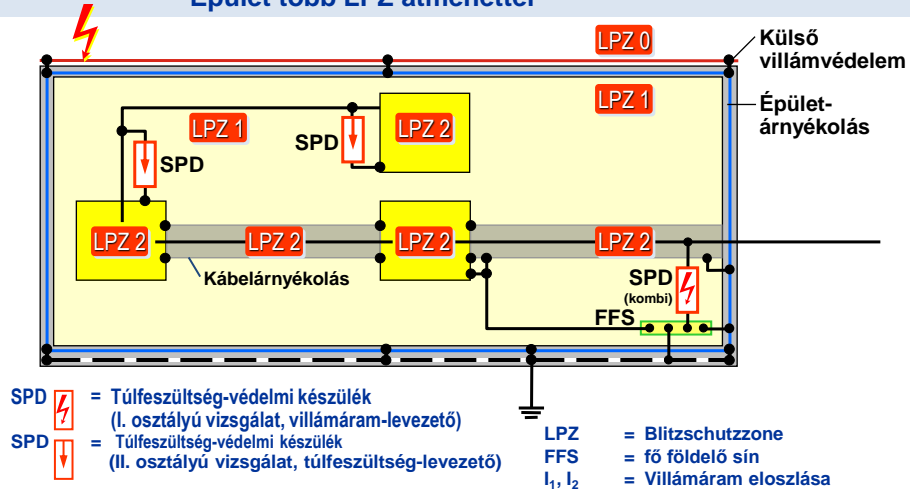 Épület több LPZ átmenettel
LPZ 0
Külső
villámvédelem
LPZ 1
Épület-
árnyékolás
LPZ 1
SPD
LPZ 2
SPD
LPZ 2
LPZ 2
LPZ 2
LPZ 2
Kábelárnyékolás
SPD
(kombi)
FFS
SPD = Túlfeszültség-védelmi készülék
(I. osztályú vizsgálat, villámáram-levezető)
SPD = Túlfeszültség-védelmi készülék
(II. osztályú vizsgálat, túlfeszültség-levezető)
LPZ = Blitzschutzzone
FFS = fő földelő sín
I1, I2 = Villámáram eloszlása